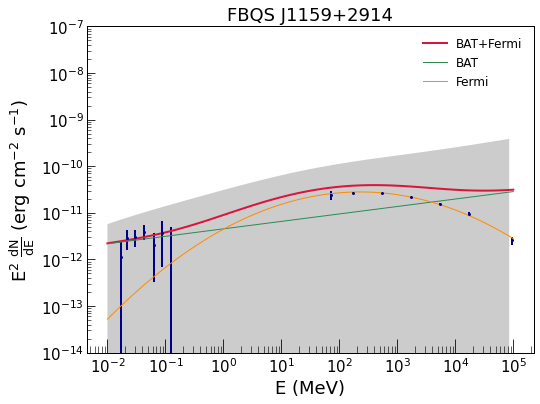 FBQS J1159+2914
BAT+Fermi
BAT
Fermi
E² dN/dE (erg cm⁻² s⁻¹)
10⁻⁷
10⁻⁸
10⁻⁹
10⁻¹⁰
10⁻¹¹
10⁻¹²
10⁻¹³
10⁻¹⁴
10⁻² 10⁻¹ 10⁰ 10¹ 10² 10³ 10⁴ 10⁵
E (MeV)